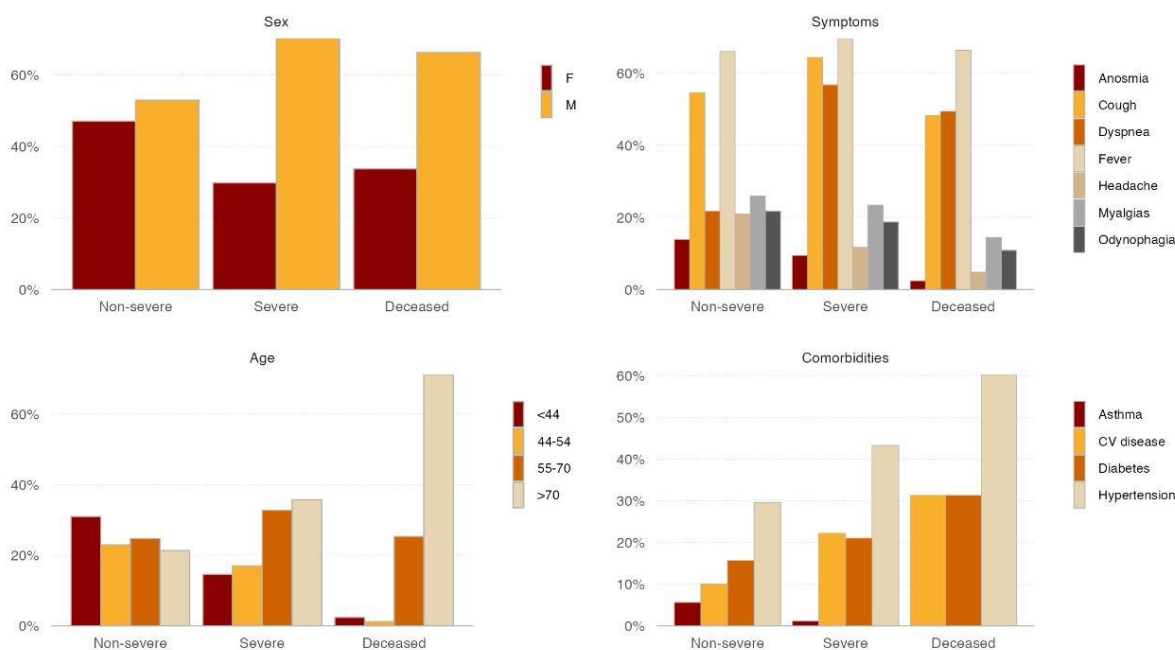 Sex
60%
40%
20%
0%
Non-severe
Severe
Deceased
F
M
Symptoms
60%
40%
20%
0%
Non-severe
Severe
Deceased
Anosmia
Cough
Dyspnea
Fever
Headache
Myalgias
Odynophagia
Age
60%
40%
20%
0%
Non-severe
Severe
Deceased
<44
44-54
55-70
>70
Comorbidities
60%
50%
40%
30%
20%
10%
0%
Non-severe
Severe
Deceased
Asthma
CV disease
Diabetes
Hypertension